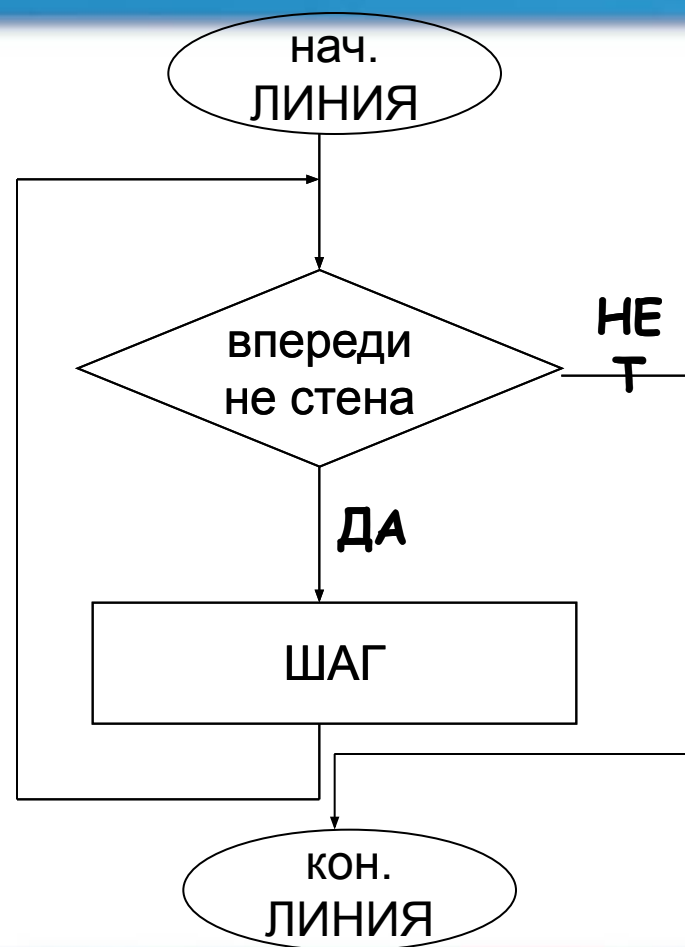 нач.
ЛИНИЯ
впереди
не стена
НЕ
Т
ДА
ШАГ
кон.
ЛИНИЯ